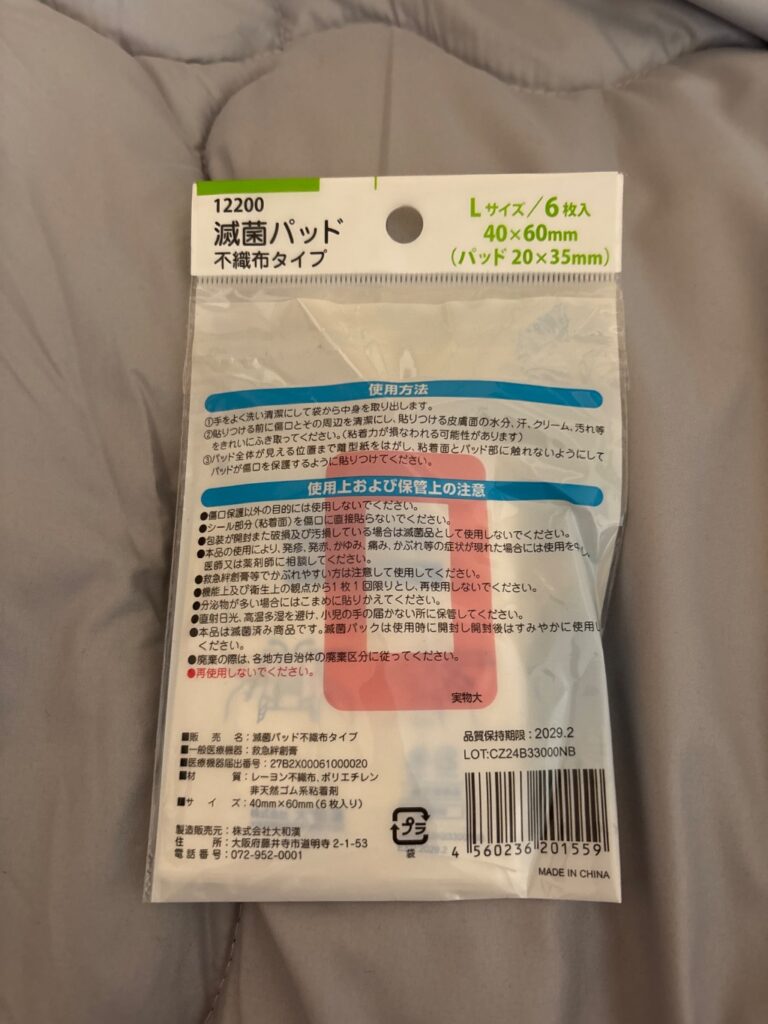 12200
滅菌パッド
不織布タイプ
Lサイズ/6枚入
40×60mm
(パッド 20×35mm)
使用方法
①手をよく洗い清潔にして袋から中身を取り出します。
②貼りつける前に傷口とその周辺を清潔にし、貼りつける皮膚面の水分、汗、クリーム、汚れ等
をきれいにふき取ってください。(粘着力が損なわれる可能性があります)
③パッド全体が見える位置まで離型紙をはがし、粘着面とパッド部に触れないようにして
パッドが傷口を保護するように貼りつけてください。
使用上および保管上の注意
●傷口保護以外の目的には使用しないでください。
●シール部分(粘着面)を傷口に直接貼らないでください。
●包装が開封また破損及び汚損している場合は滅菌品として使用しないでください。
●本品の使用により、発疹、発赤、かゆみ、痛み、かぶれ等の症状が現れた場合には使用を中
医師又は薬剤師に相談してください。
●救急絆創膏等でかぶれやすい方は注意して使用してください。
●機能上及び衛生上の観点から1枚1回限りとし、再使用しないでください。
●分泌物が多い場合にはこまめに貼りかえてください。
●直射日光、高温多湿を避け、小児の手の届かない所に保管してください。
●本品は滅菌済み商品です。滅菌パックは使用時に開封し開封後はすみやかに使用し
ください。
●廃棄の際は、各地方自治体の廃棄区分に従ってください。
●再使用しないでください。
実物大
■販売名:滅菌パッド不織布タイプ
■一般医療機器:救急絆創膏
■医療機器届出番号:27B2X00061000020
■材質:レーヨン不織布、ポリエチレン
非天然ゴム系粘着剤
■サイズ:40mm×60mm(6枚入り)
製造販売元:株式会社大和漢
住所:大阪府藤井寺市道明寺2-1-53
電話番号:072-952-0001
プラ
袋
品質保持期限:2029.2
LOT:CZ24B33000NB
4 560236 201559
MADE IN CHINA